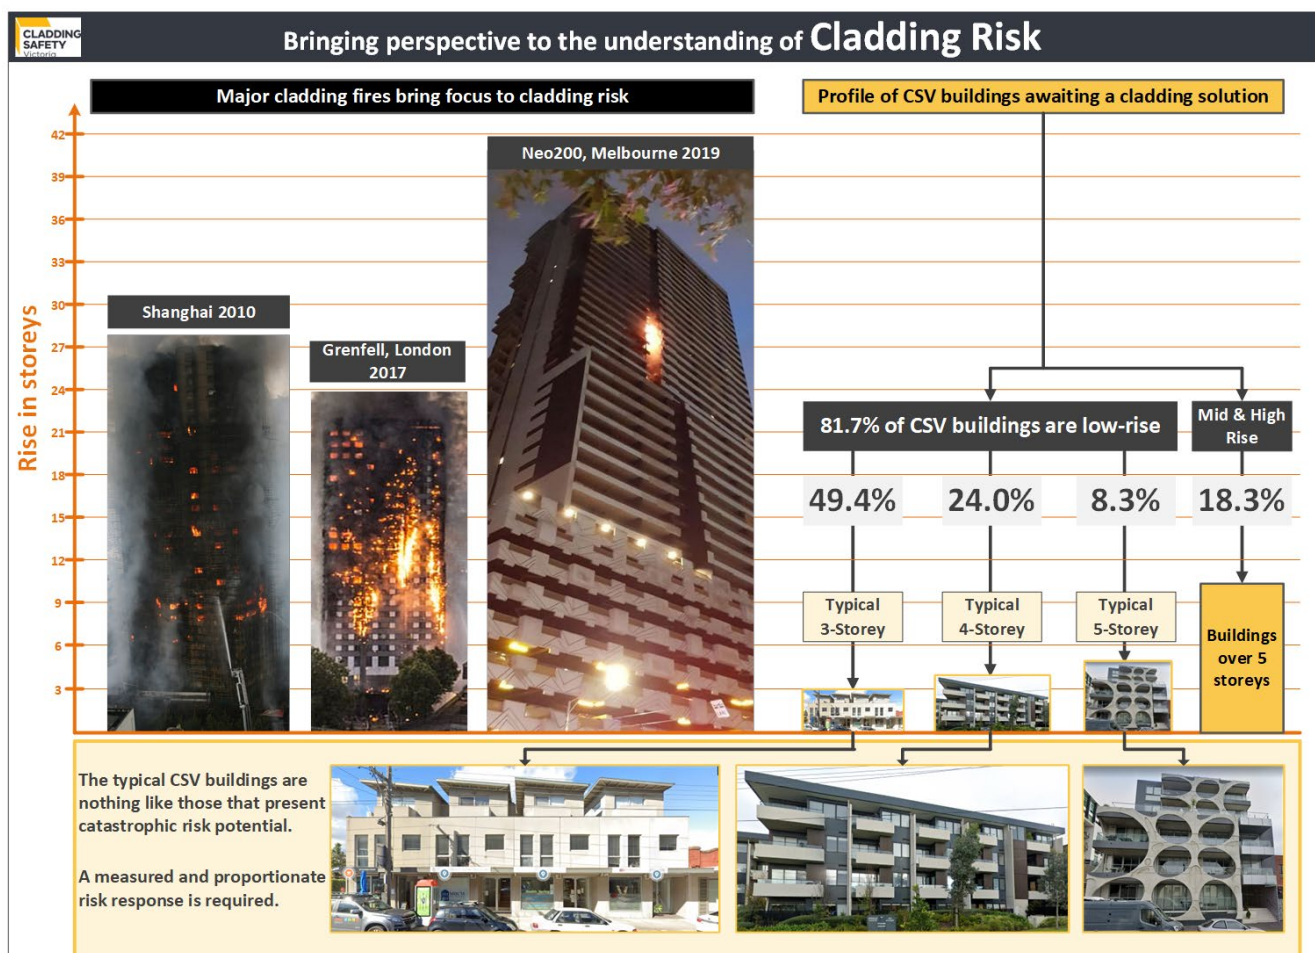 CLADDING
SAFETY
Victoria
Bringing perspective to the understanding of Cladding Risk
Major cladding fires bring focus to cladding risk
Profile of CSV buildings awaiting a cladding solution
Rise in storeys
42
39
36
33
30
27
24
21
18
15
12
9
6
3
Shanghai 2010
Grenfell, London
2017
Neo200, Melbourne 2019
81.7% of CSV buildings are low-rise
Mid & High
Rise
49.4%
24.0%
8.3%
18.3%
Typical
3-Storey
Typical
4-Storey
Typical
5-Storey
Buildings
over 5
storeys
The typical CSV buildings are
nothing like those that present
catastrophic risk potential.
A measured and proportionate
risk response is required.